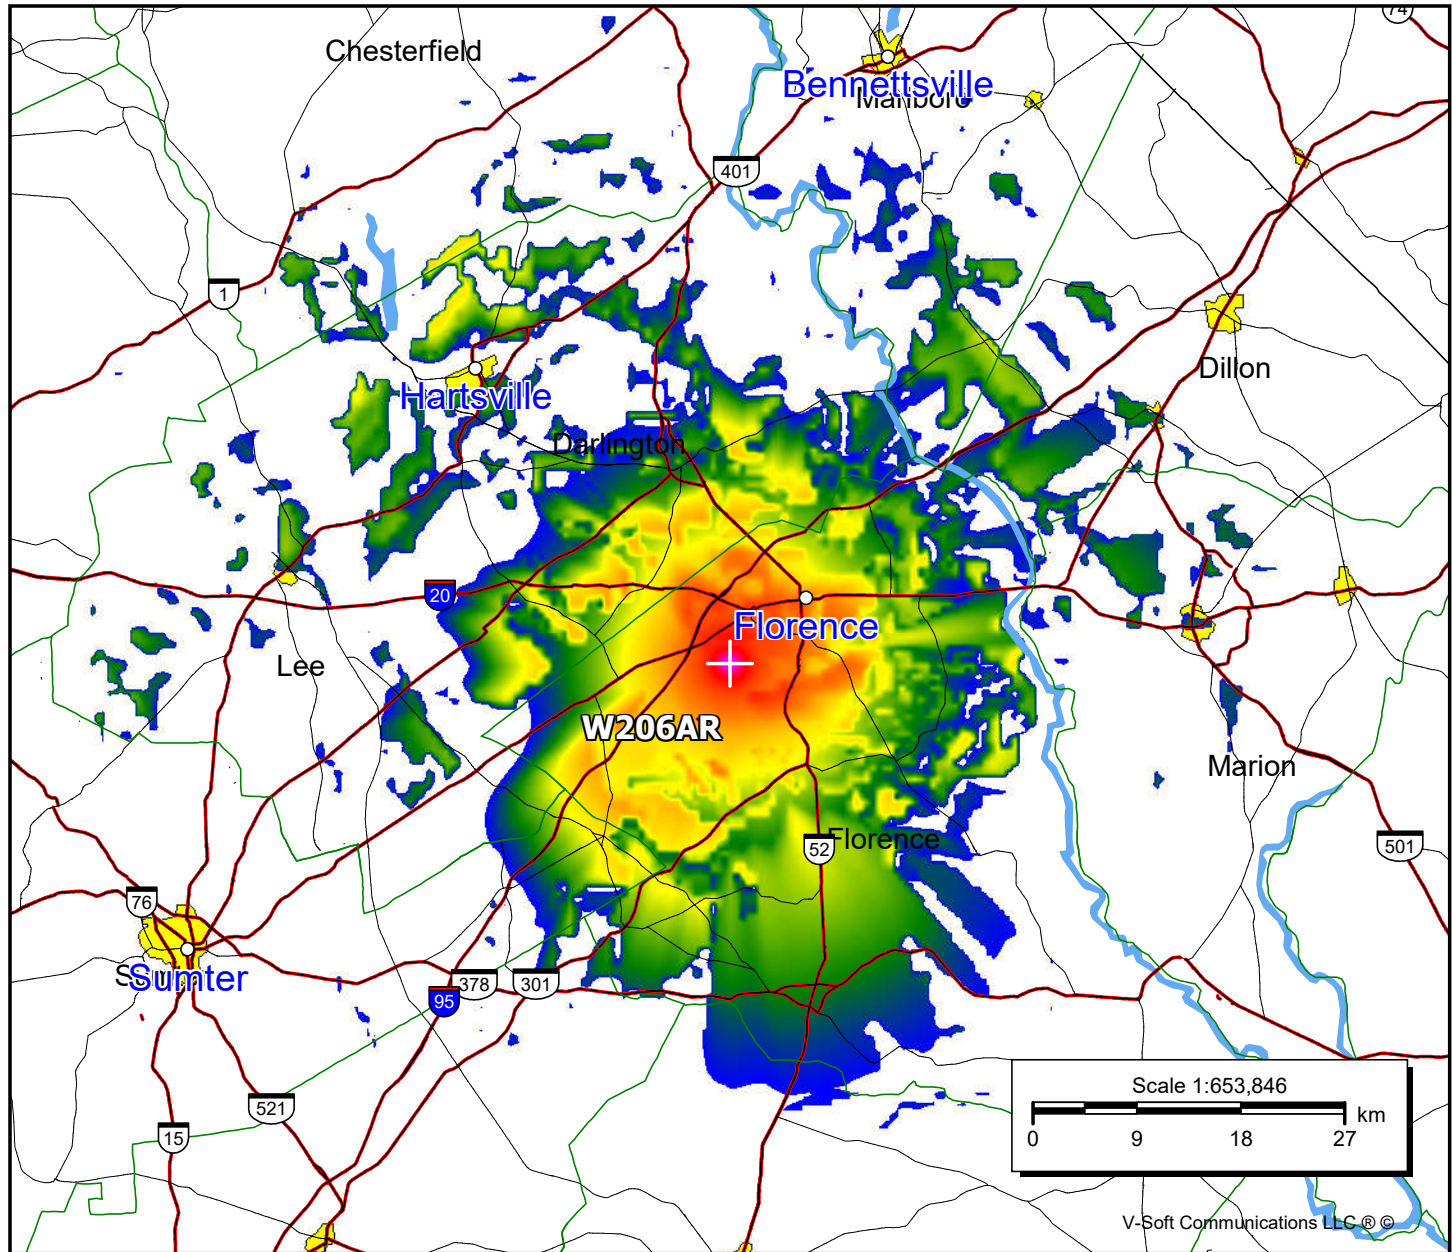 74
Chesterfield
Bennettsville
Marlboro
401
1
Dillon
Hartsville
Darlington
20
Florence
Lee
W206AR
Marion
52
Florence
501
76
Sumter
378
301
95
Scale 1:653,846
km
0 9 18 27
521
15
V-Soft Communications LLC ® ©